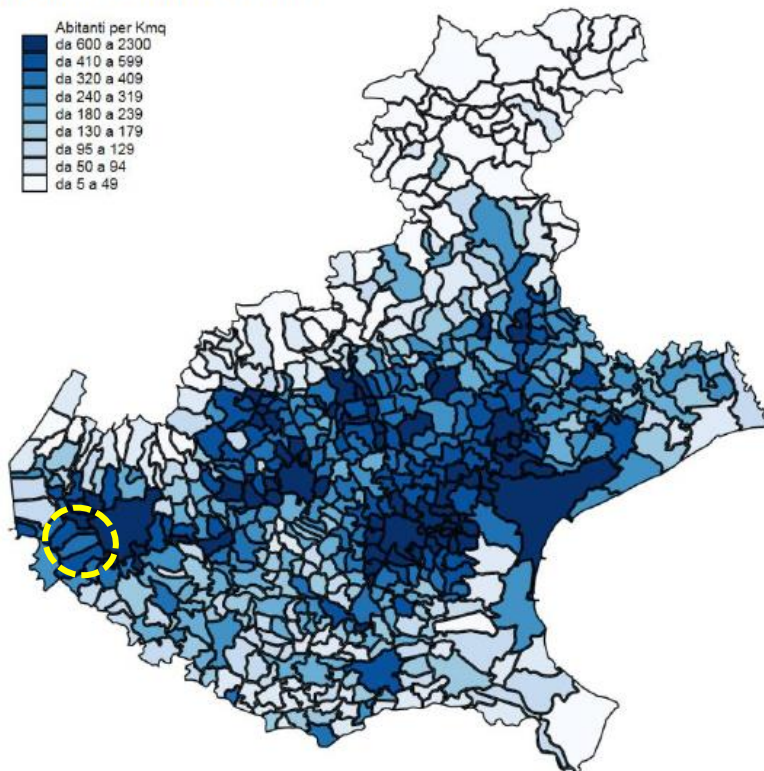 Abitanti per Kmq
da 600 a 2300
da 410 a 599
da 320 a 409
da 240 a 319
da 180 a 239
da 130 a 179
da 95 a 129
da 50 a 94
da 5 a 49